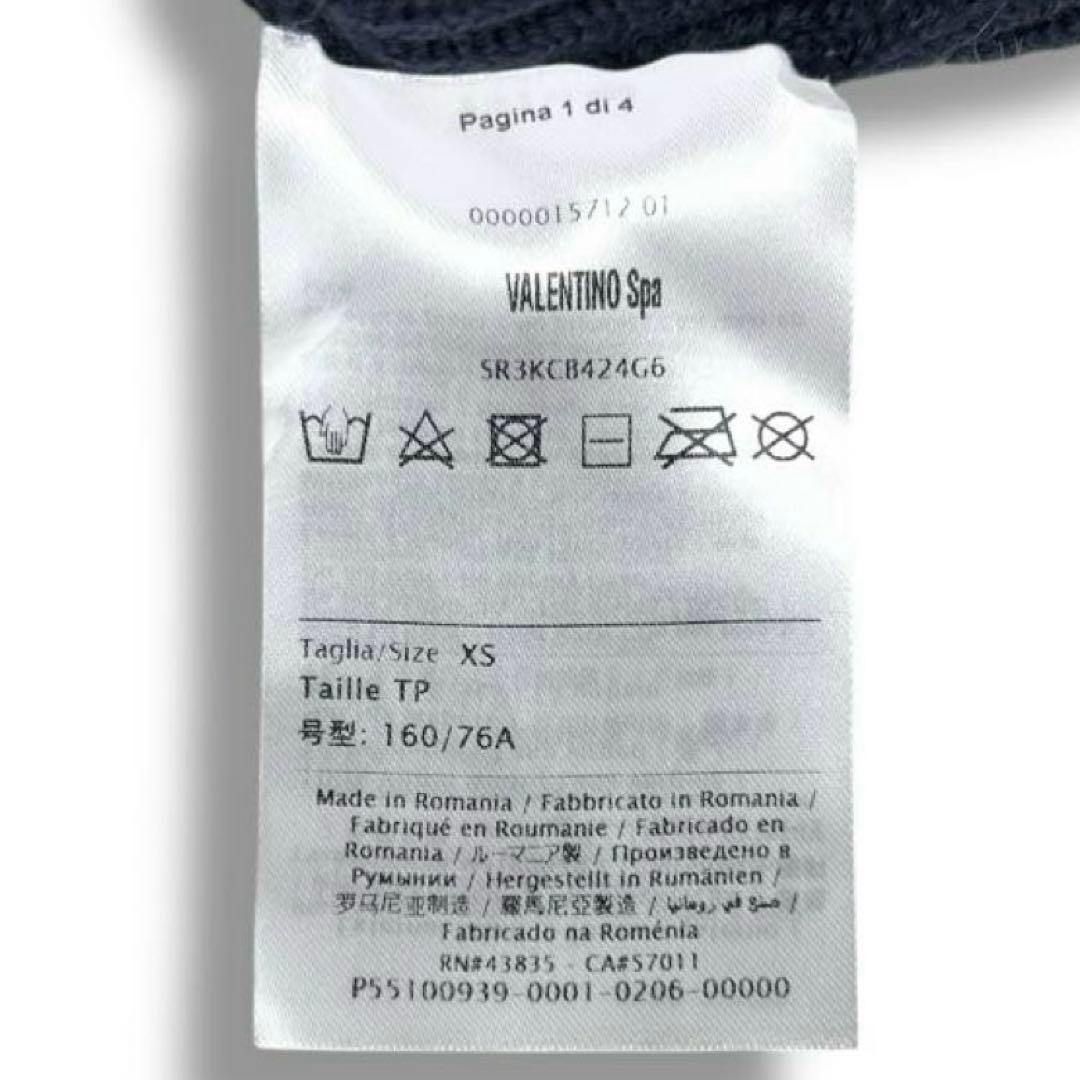 Pagina 1 di 4
0000015712 01
VALENTINO Spa
SR3KCB424G6
Taglia/Size XS
Taille TP
号型: 160/76A
Made in Romania / Fabbricato in Romania /
Fabriqué en Roumanie / Fabricado en
Romania / ルーマニア製 / Произведено в
Румынии / Hergestellt in Rumänien /
罗马尼亚制造 / 羅馬尼亞製造 / صنع في رومانيا /
Fabricado na Roménia
RN#43835 - CA#57011
P55100939-0001-0206-00000